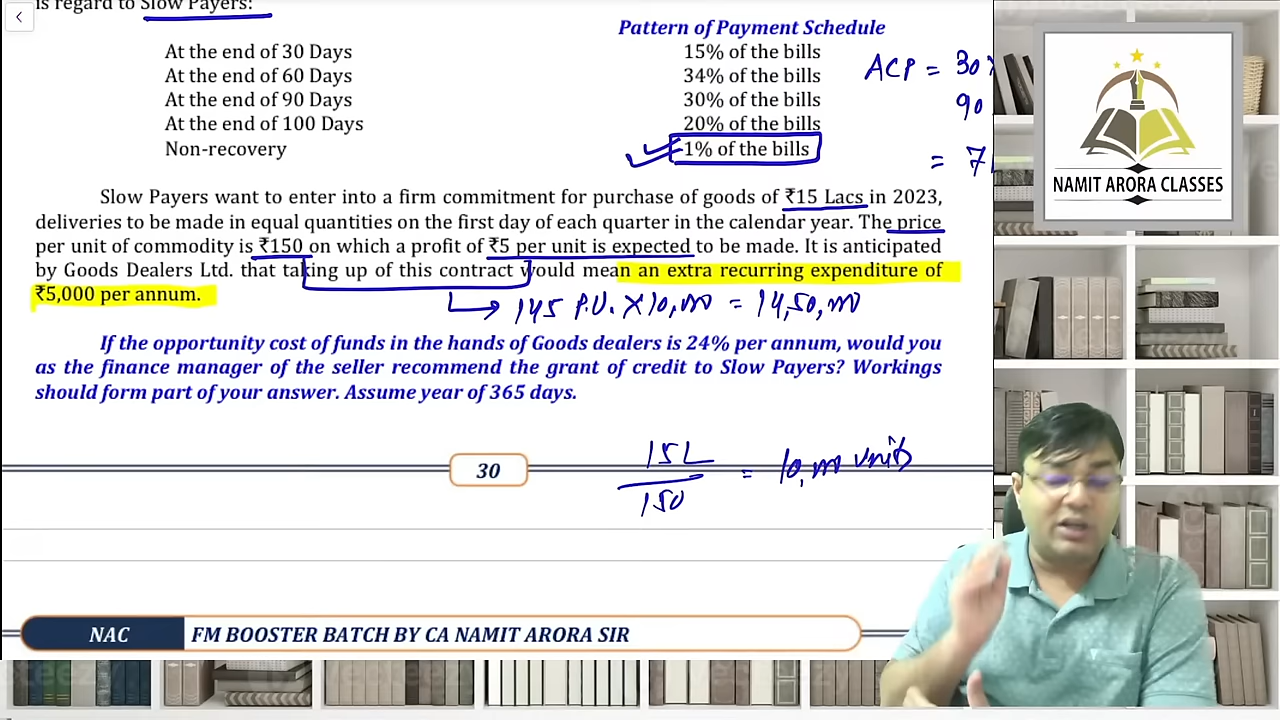 is regard to Slow Payers:
Pattern of Payment Schedule
At the end of 30 Days 15% of the bills
At the end of 60 Days 34% of the bills
At the end of 90 Days 30% of the bills
At the end of 100 Days 20% of the bills
Non-recovery 1% of the bills
ACP = 30
90
= 7
Slow Payers want to enter into a firm commitment for purchase of goods of ₹15 Lacs in 2023,
deliveries to be made in equal quantities on the first day of each quarter in the calendar year. The price
per unit of commodity is ₹150 on which a profit of ₹5 per unit is expected to be made. It is anticipated
by Goods Dealers Ltd. that taking up of this contract would mean an extra recurring expenditure of
₹5,000 per annum.
145 P.U. × 10,000 = 14,50,000
If the opportunity cost of funds in the hands of Goods dealers is 24% per annum, would you
as the finance manager of the seller recommend the grant of credit to Slow Payers? Workings
should form part of your answer. Assume year of 365 days.
15L
150
= 10,000 units
30
NAC FM BOOSTER BATCH BY CA NAMIT ARORA SIR
NAMIT ARORA CLASSES